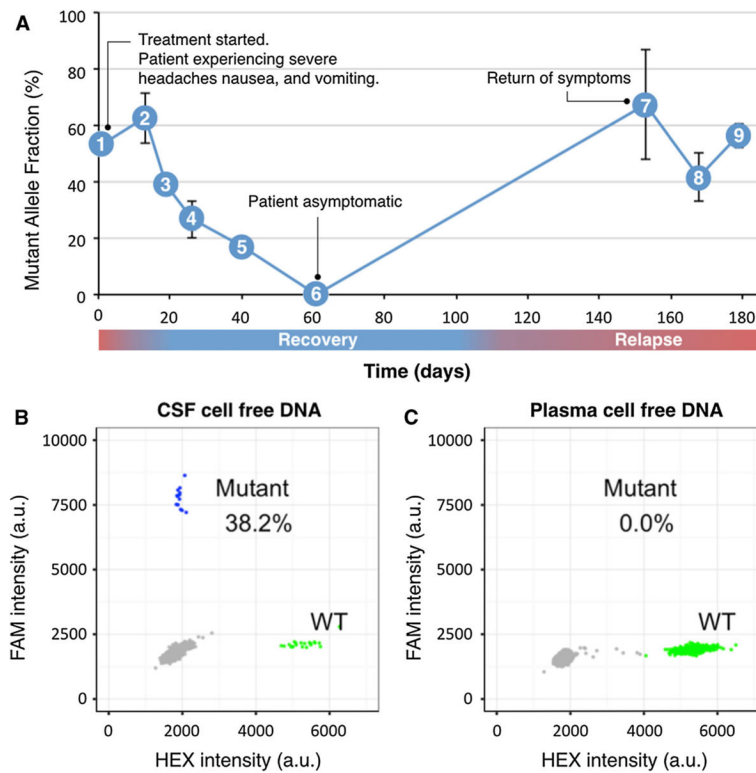 A
Treatment started.
Patient experiencing severe
headaches nausea, and vomiting.
Return of symptoms
Patient asymptomatic
Mutant Allele Fraction (%)
100
80
60
40
20
0
1
2
3
4
5
6
7
8
9
0 20 40 60 80 100 120 140 160 180
Recovery Relapse
Time (days)
B
CSF cell free DNA
FAM intensity (a.u.)
10000
7500
5000
2500
0
Mutant
38.2%
WT
0 2000 4000 6000
HEX intensity (a.u.)
C
Plasma cell free DNA
FAM intensity (a.u.)
10000
7500
5000
2500
0
Mutant
0.0%
WT
0 2000 4000 6000
HEX intensity (a.u.)